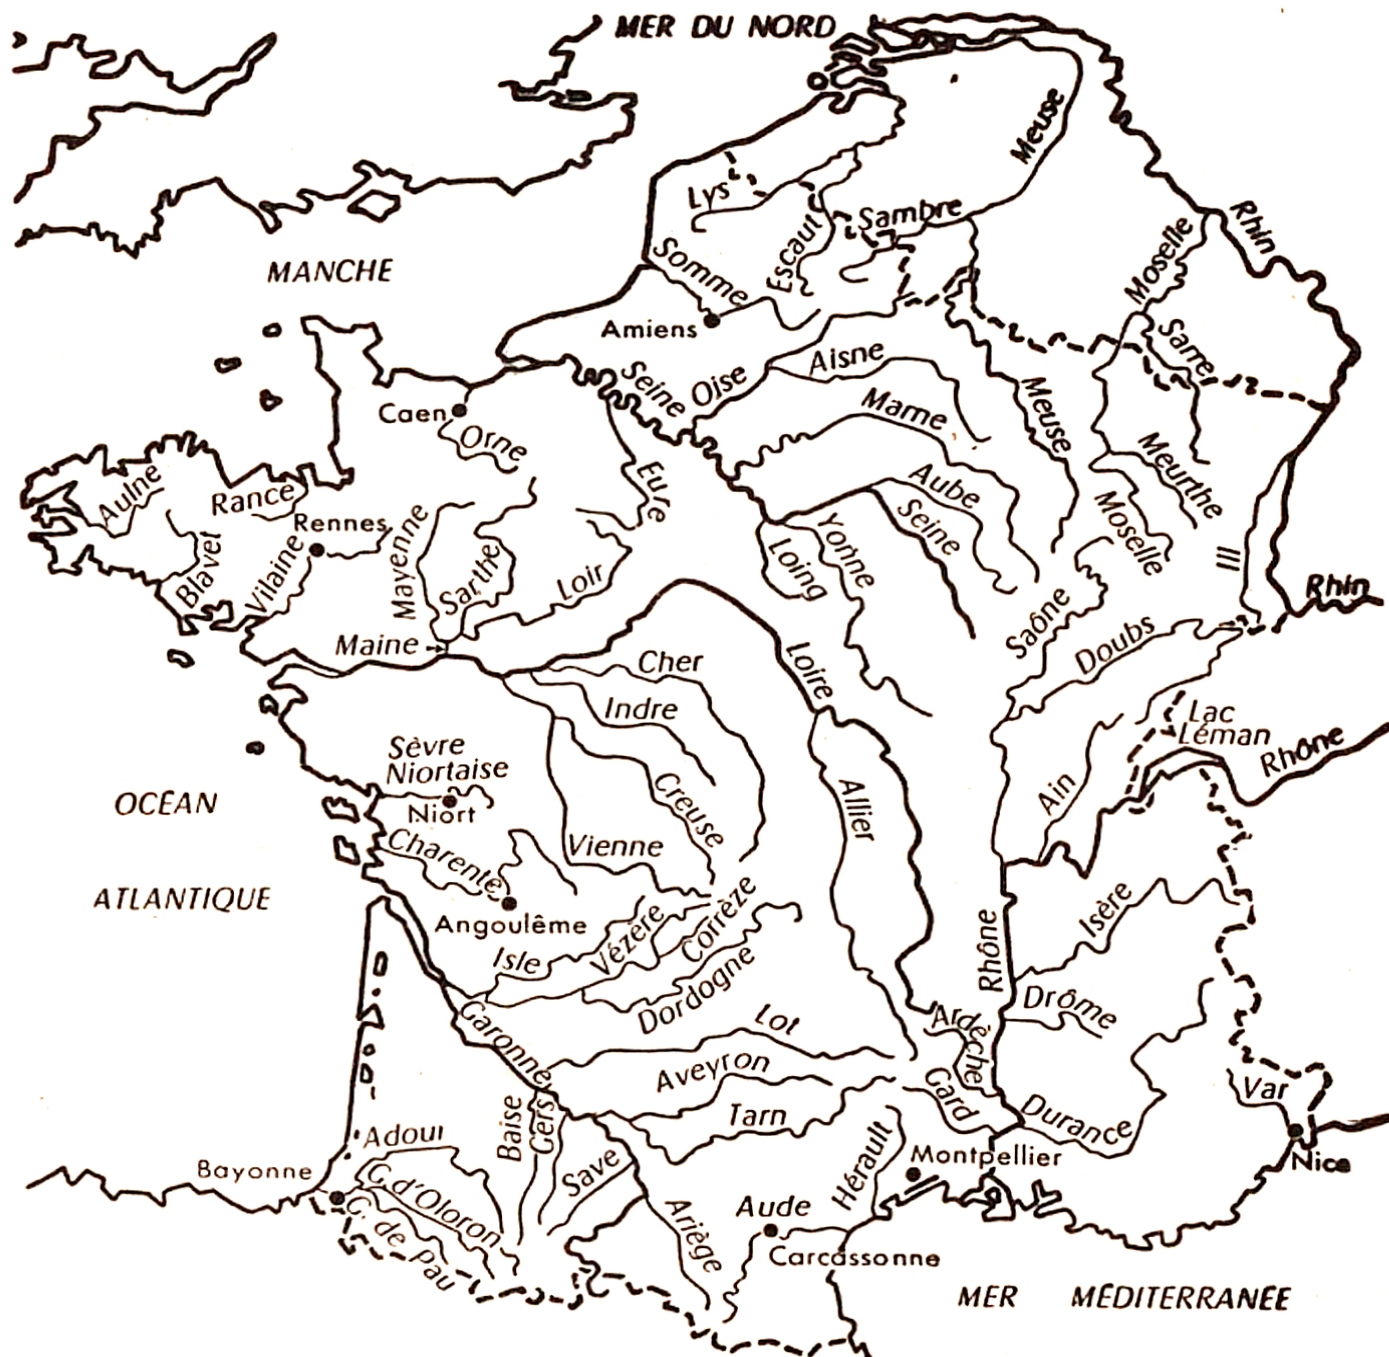 MER DU NORD
Meuse
Lys
Sambre
Escaut
Rhin
Moselle
MANCHE
Somme
Amiens
Sarre
Seine
Oise
Aisne
Caen
Orne
Marne
Meuse
Meurthe
Eure
Aulne
Rance
Aube
Seine
Rennes
Moselle
Mayenne
Blavet
Vilaine
Sarthe
Yonne
Loing
Loir
Ill
Rhin
Saône
Doubs
Maine
Cher
Loire
Indre
Lac
Léman
Rhône
Sèvre
Niortaise
Niort
OCÉAN
Creuse
Allier
Ain
Charente
Vienne
ATLANTIQUE
Angoulême
Isle
Vézère
Corrèze
Isère
Rhône
Dordogne
Garonne
Lot
Ardèche
Drôme
Aveyron
Tarn
Gard
Durance
Var
Nice
Baise
Gers
Adour
Save
Hérault
Montpellier
Bayonne
G. d'Oloron
G. de Pau
Ariège
Aude
Carcassonne
MER MÉDITERRANÉE